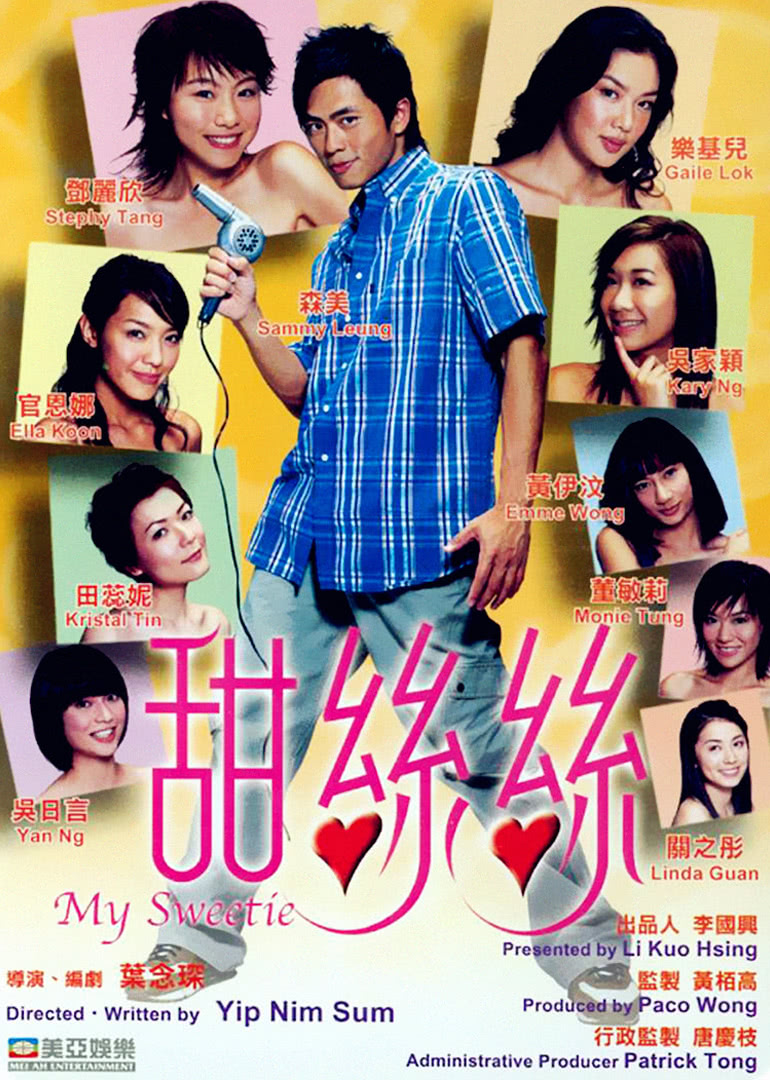 鄧麗欣
Stephy Tang
樂基兒
Gaile Lok
森美
Sammy Leung
官恩娜
Ella Koon
吳家穎
Kary Ng
黃伊汶
Emme Wong
田蕊妮
Kristal Tin
董敏莉
Monie Tung
吳日言
Yan Ng
關之彤
Linda Guan
甜絲絲
My Sweetie
出品人 李國興
Presented by Li Kuo Hsing
監製 黃栢高
Produced by Paco Wong
行政監製 唐慶枝
Administrative Producer Patrick Tong
導演、編劇 葉念琛
Directed · Written by Yip Nim Sum
美亞娛樂
MEI AH ENTERTAINMENT